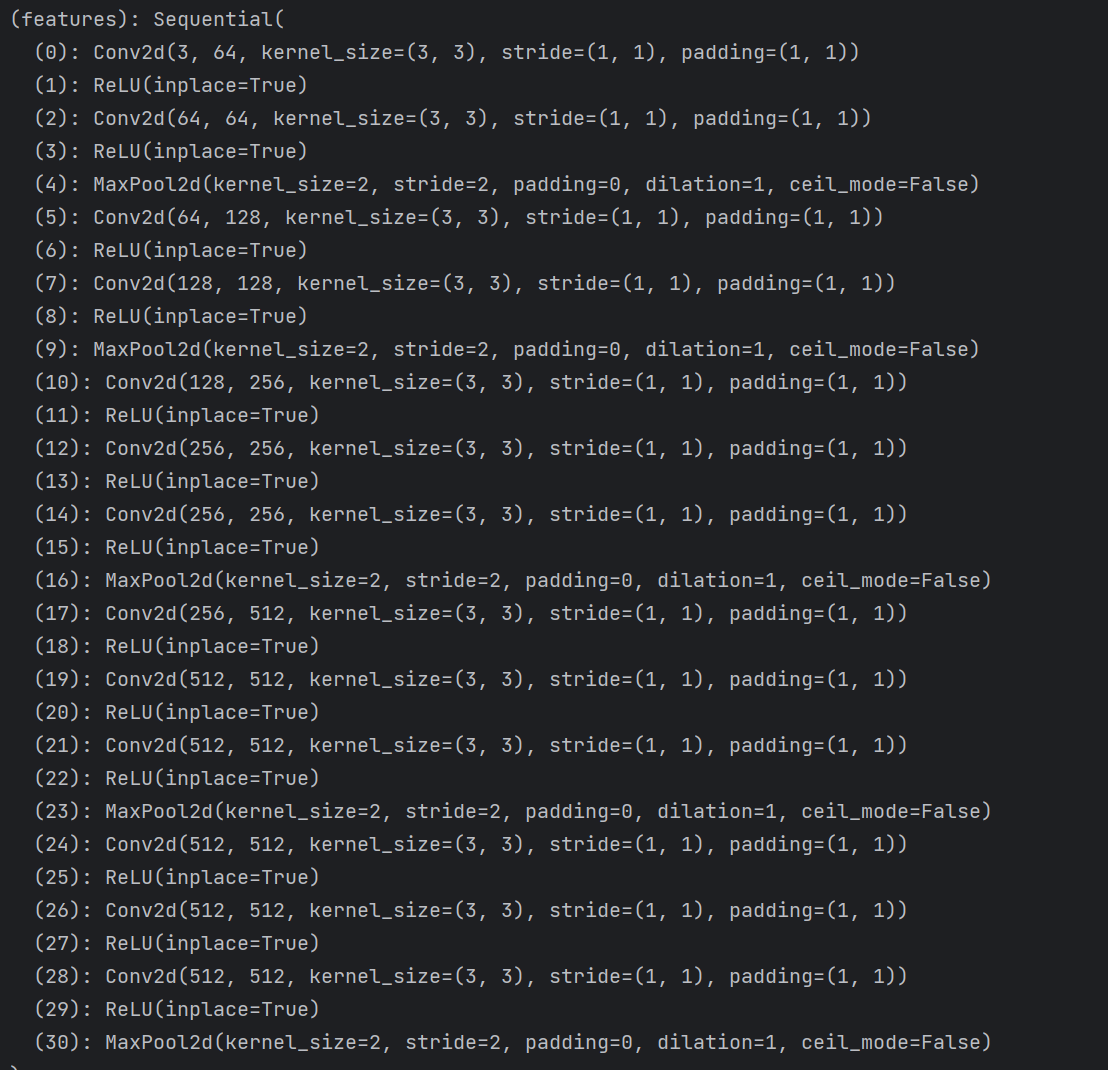 (features): Sequential(
(0): Conv2d(3, 64, kernel_size=(3, 3), stride=(1, 1), padding=(1, 1))
(1): ReLU(inplace=True)
(2): Conv2d(64, 64, kernel_size=(3, 3), stride=(1, 1), padding=(1, 1))
(3): ReLU(inplace=True)
(4): MaxPool2d(kernel_size=2, stride=2, padding=0, dilation=1, ceil_mode=False)
(5): Conv2d(64, 128, kernel_size=(3, 3), stride=(1, 1), padding=(1, 1))
(6): ReLU(inplace=True)
(7): Conv2d(128, 128, kernel_size=(3, 3), stride=(1, 1), padding=(1, 1))
(8): ReLU(inplace=True)
(9): MaxPool2d(kernel_size=2, stride=2, padding=0, dilation=1, ceil_mode=False)
(10): Conv2d(128, 256, kernel_size=(3, 3), stride=(1, 1), padding=(1, 1))
(11): ReLU(inplace=True)
(12): Conv2d(256, 256, kernel_size=(3, 3), stride=(1, 1), padding=(1, 1))
(13): ReLU(inplace=True)
(14): Conv2d(256, 256, kernel_size=(3, 3), stride=(1, 1), padding=(1, 1))
(15): ReLU(inplace=True)
(16): MaxPool2d(kernel_size=2, stride=2, padding=0, dilation=1, ceil_mode=False)
(17): Conv2d(256, 512, kernel_size=(3, 3), stride=(1, 1), padding=(1, 1))
(18): ReLU(inplace=True)
(19): Conv2d(512, 512, kernel_size=(3, 3), stride=(1, 1), padding=(1, 1))
(20): ReLU(inplace=True)
(21): Conv2d(512, 512, kernel_size=(3, 3), stride=(1, 1), padding=(1, 1))
(22): ReLU(inplace=True)
(23): MaxPool2d(kernel_size=2, stride=2, padding=0, dilation=1, ceil_mode=False)
(24): Conv2d(512, 512, kernel_size=(3, 3), stride=(1, 1), padding=(1, 1))
(25): ReLU(inplace=True)
(26): Conv2d(512, 512, kernel_size=(3, 3), stride=(1, 1), padding=(1, 1))
(27): ReLU(inplace=True)
(28): Conv2d(512, 512, kernel_size=(3, 3), stride=(1, 1), padding=(1, 1))
(29): ReLU(inplace=True)
(30): MaxPool2d(kernel_size=2, stride=2, padding=0, dilation=1, ceil_mode=False)
)